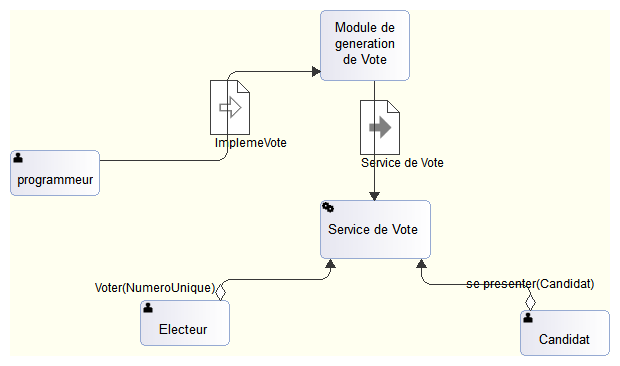 Module de
generation
de Vote
ImplemeVote
Service de Vote
programmeur
Service de Vote
Voter(NumeroUnique)
se presenter(Candidat)
Electeur
Candidat